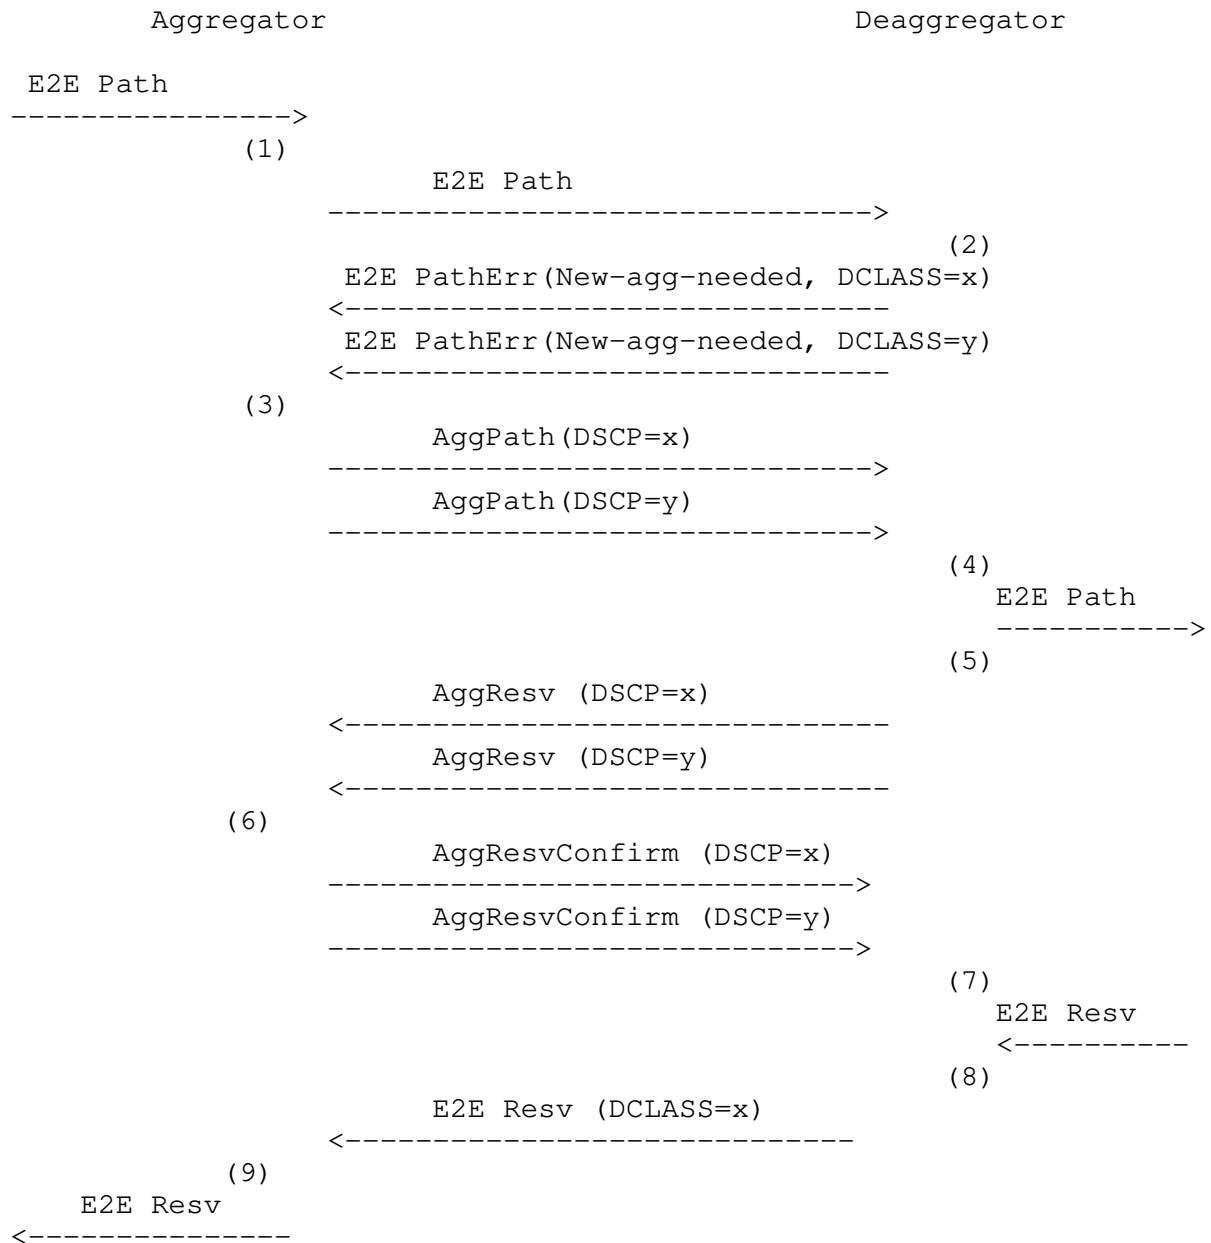 Aggregator Deaggregator
E2E Path
---------------->
(1)
E2E Path
------------------------------->
(2)
E2E PathErr(New-agg-needed, DCLASS=x)
<-------------------------------
E2E PathErr(New-agg-needed, DCLASS=y)
<-------------------------------
(3)
AggPath(DSCP=x)
------------------------------->
AggPath(DSCP=y)
------------------------------->
(4)
E2E Path
----------->
(5)
AggResv (DSCP=x)
<-------------------------------
AggResv (DSCP=y)
<-------------------------------
(6)
AggResvConfirm (DSCP=x)
------------------------------>
AggResvConfirm (DSCP=y)
------------------------------>
(7)
E2E Resv
<----------
(8)
E2E Resv (DCLASS=x)
<-----------------------------
(9)
E2E Resv
<---------------